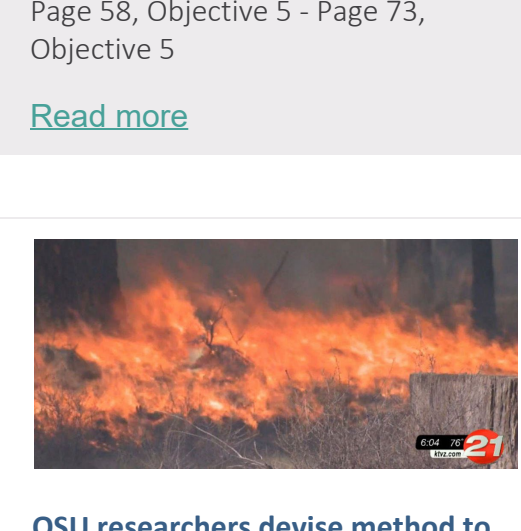 Page 58, Objective 5 - Page 73,
Objective 5
Read more
6:04 76°
21
ktvz.com
OSU researchers devise method to